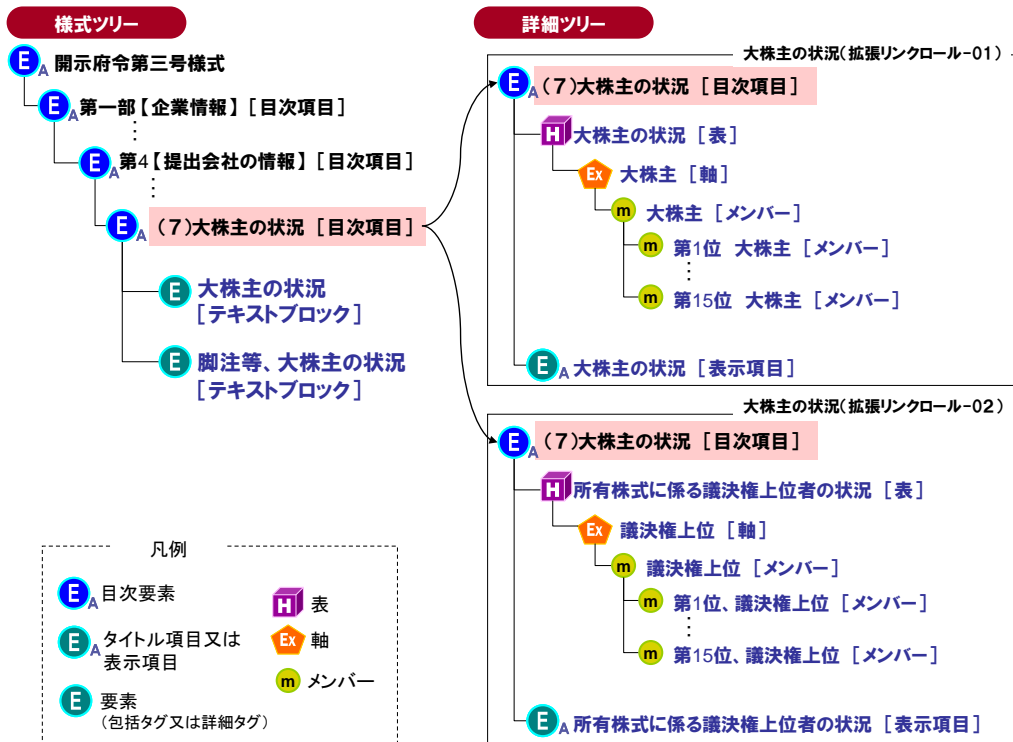 様式ツリー
E A 開示府令第三号様式
E A 第一部【企業情報】[目次項目]
⋮
E A 第4【提出会社の情報】[目次項目]
⋮
E A (7)大株主の状況 [目次項目]
E 大株主の状況
[テキストブロック]
E 脚注等、大株主の状況
[テキストブロック]
詳細ツリー
大株主の状況(拡張リンクロール-01)
E A (7)大株主の状況 [目次項目]
H 大株主の状況 [表]
Ex 大株主 [軸]
m 大株主 [メンバー]
m 第1位 大株主 [メンバー]
⋮
m 第15位 大株主 [メンバー]
E A 大株主の状況 [表示項目]
大株主の状況(拡張リンクロール-02)
E A (7)大株主の状況 [目次項目]
H 所有株式に係る議決権上位者の状況 [表]
Ex 議決権上位 [軸]
m 議決権上位 [メンバー]
m 第1位、議決権上位 [メンバー]
⋮
m 第15位、議決権上位 [メンバー]
E A 所有株式に係る議決権上位者の状況 [表示項目]
凡例
E A 目次要素
E A タイトル項目又は
表示項目
E 要素
(包括タグ又は詳細タグ)
H 表
Ex 軸
m メンバー